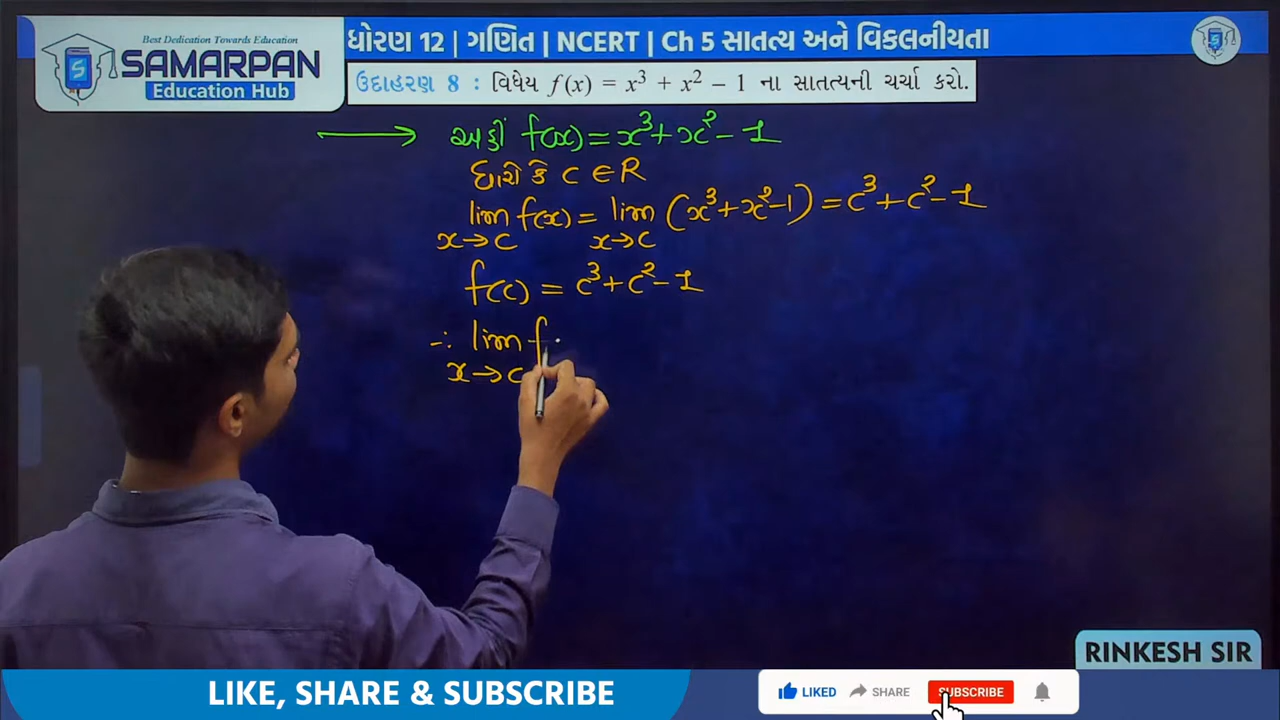 Best Dedication Towards Education
SAMARPAN
Education Hub
ધોરણ 12 | ગણિત | NCERT | Ch 5 સાતત્ય અને વિકલનીયતા
ઉદાહરણ 8 : વિધેય f(x) = x³ + x² – 1 ના સાતત્યની ચર્ચા કરો.
અહીં f(x) = x³ + x² – 1
ધારો કે c ∈ R
lim f(x) = lim (x³ + x² – 1) = c³ + c² – 1
x → c x → c
f(c) = c³ + c² – 1
∴ lim f
x → c
RINKESH SIR
LIKE, SHARE & SUBSCRIBE
LIKED SHARE SUBSCRIBE